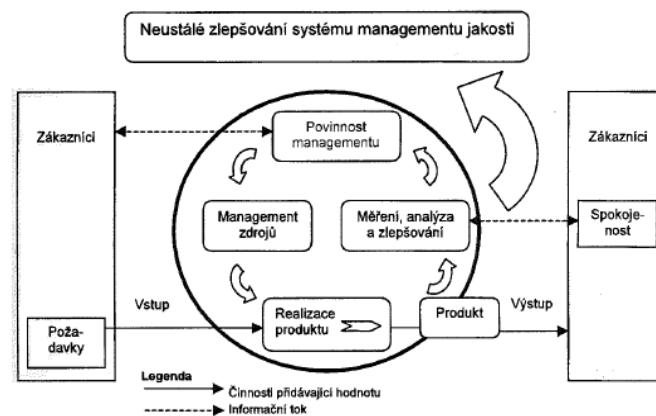 Neustálé zlepšování systému managementu jakosti
Zákazníci
Povinnost
managementu
Zákazníci
Management
zdrojů
Měření, analýza
a zlepšování
Spokoje-
nost
Vstup
Realizace
produktu
Produkt
Výstup
Poža-
davky
Legenda
Činnosti přidávající hodnotu
Informační tok